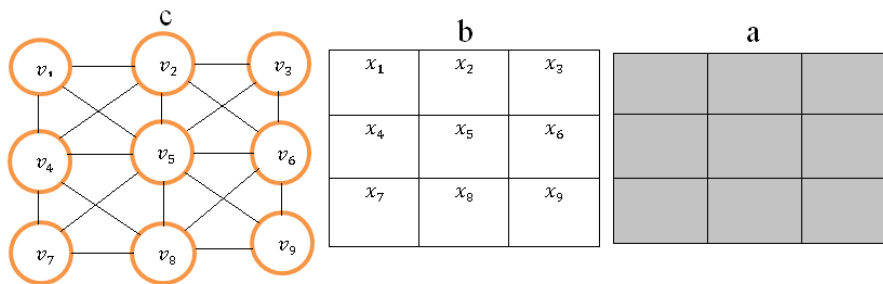 c b a
v₁ v₂ v₃
x₁ x₂ x₃
v₄ v₅ v₆
x₄ x₅ x₆
v₇ v₈ v₉
x₇ x₈ x₉